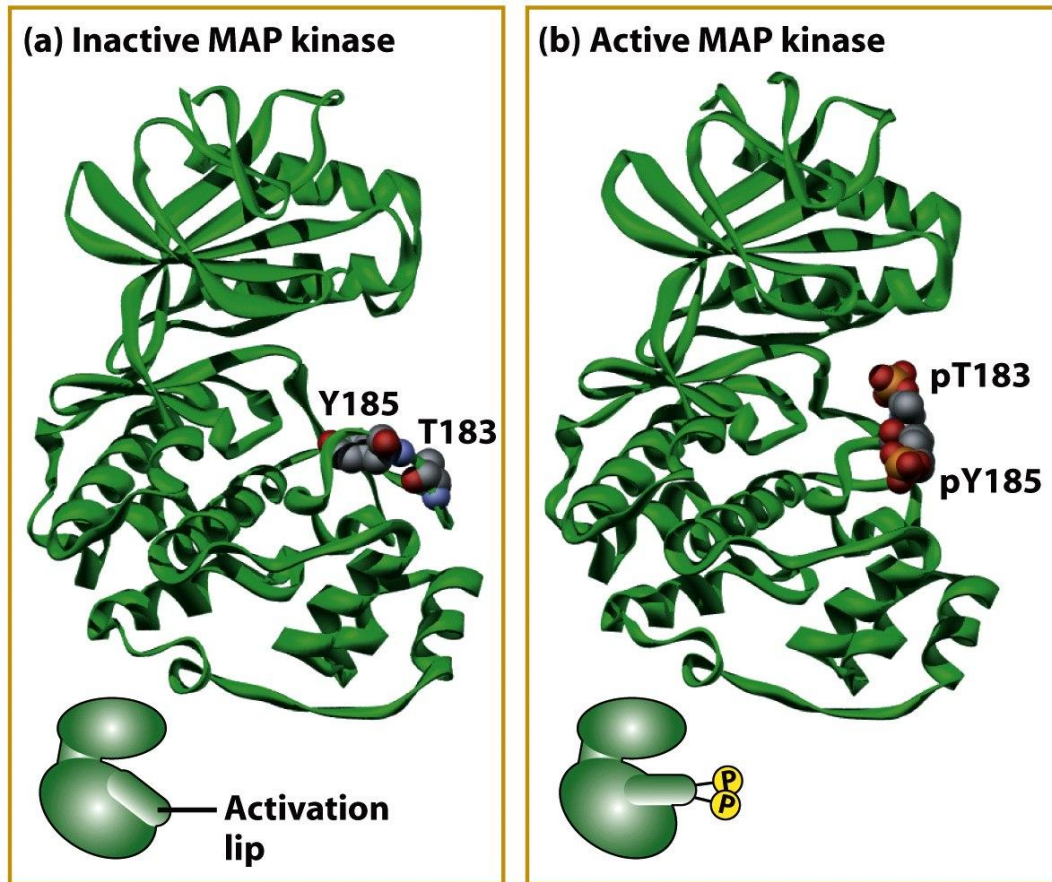 (a) Inactive MAP kinase
Y185
T183
Activation
lip
(b) Active MAP kinase
pT183
pY185
P
P